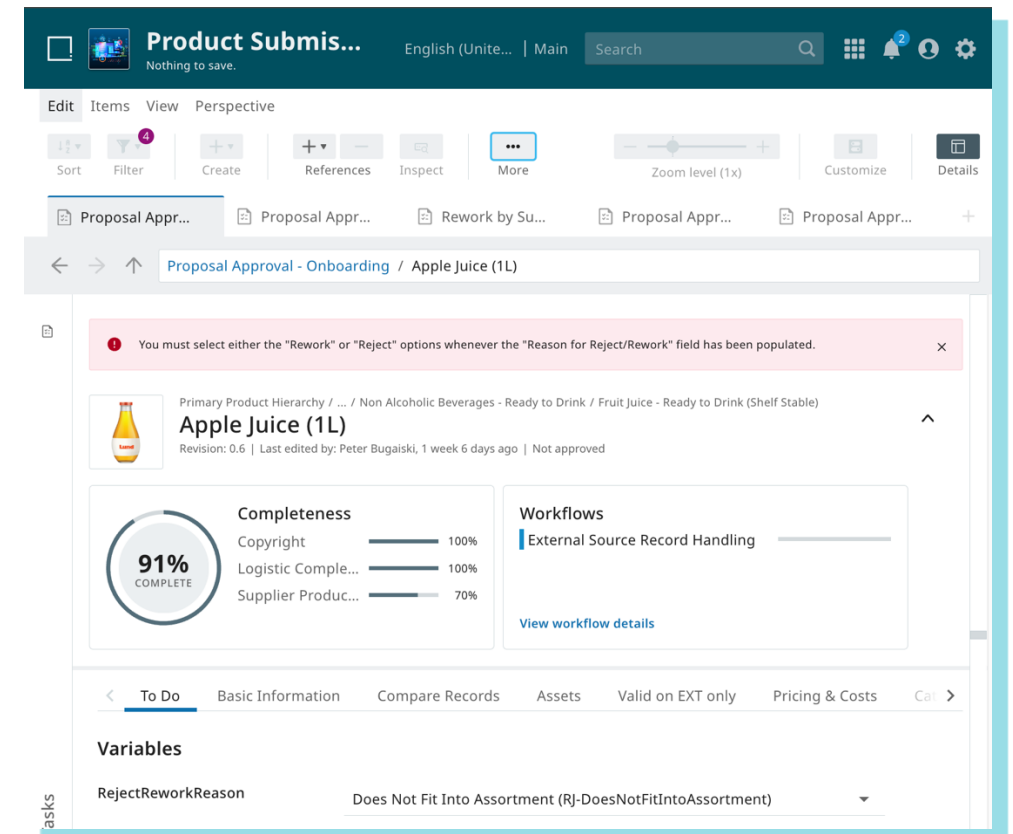 Product Submis...
Nothing to save.
English (Unite... | Main
Search
2
Edit Items View Perspective
4
Sort Filter Create References Inspect More Zoom level (1x) Customize Details
Proposal Appr... Proposal Appr... Rework by Su... Proposal Appr... Proposal Appr...
Proposal Approval - Onboarding / Apple Juice (1L)
You must select either the "Rework" or "Reject" options whenever the "Reason for Reject/Rework" field has been populated.
Primary Product Hierarchy / ... / Non Alcoholic Beverages - Ready to Drink / Fruit Juice - Ready to Drink (Shelf Stable)
Apple Juice (1L)
Revision: 0.6 | Last edited by: Peter Bugaiski, 1 week 6 days ago | Not approved
91%
COMPLETE
Completeness
Copyright 100%
Logistic Comple... 100%
Supplier Produc... 70%
Workflows
External Source Record Handling
View workflow details
To Do Basic Information Compare Records Assets Valid on EXT only Pricing & Costs
Variables
RejectReworkReason
Does Not Fit Into Assortment (RJ-DoesNotFitIntoAssortment)